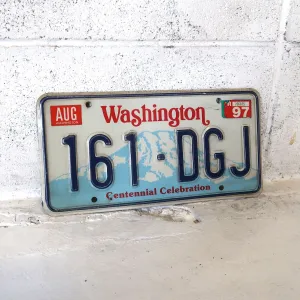 AUG
Washington
97
161-DGJ
Centennial Celebration